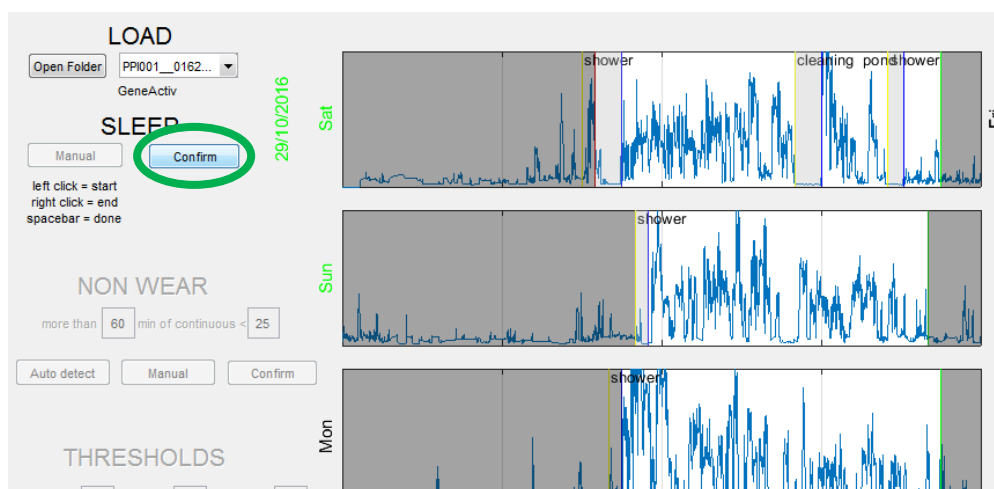 LOAD
Open Folder PPI001__0162...
GeneActiv
SLEEP
Manual Confirm
left click = start
right click = end
spacebar = done
NON WEAR
more than 60 min of continuous < 25
Auto detect Manual Confirm
THRESHOLDS
29/10/2016
Sat
shower cleaning pond shower
Sun
shower
Mon
shower